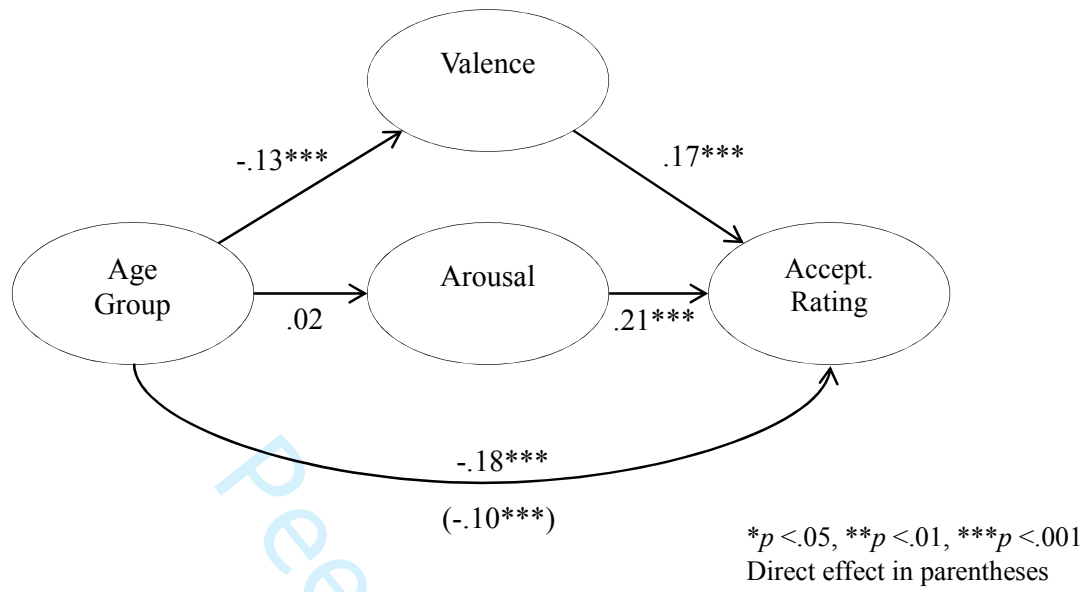 Valence
-.13***
.17***
Age
Group
Arousal
Accept.
Rating
.02
.21***
-.18***
(-.10***)
*p <.05, **p <.01, ***p <.001
Direct effect in parentheses
Pee